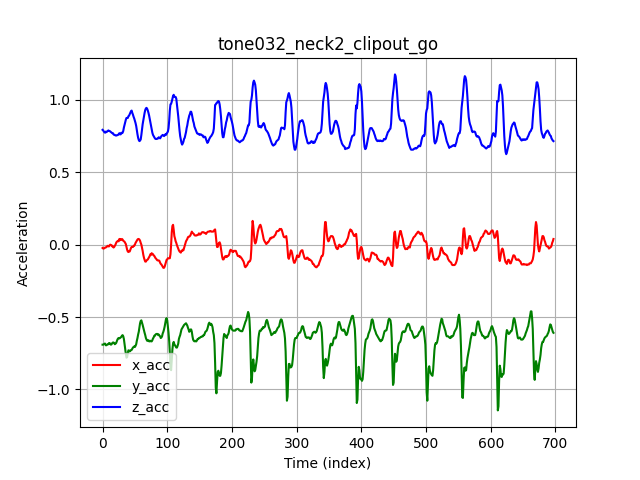 tone032_neck2_clipout_go
Acceleration
1.0
0.5
0.0
−0.5
−1.0
x_acc
y_acc
z_acc
0 100 200 300 400 500 600 700
Time (index)